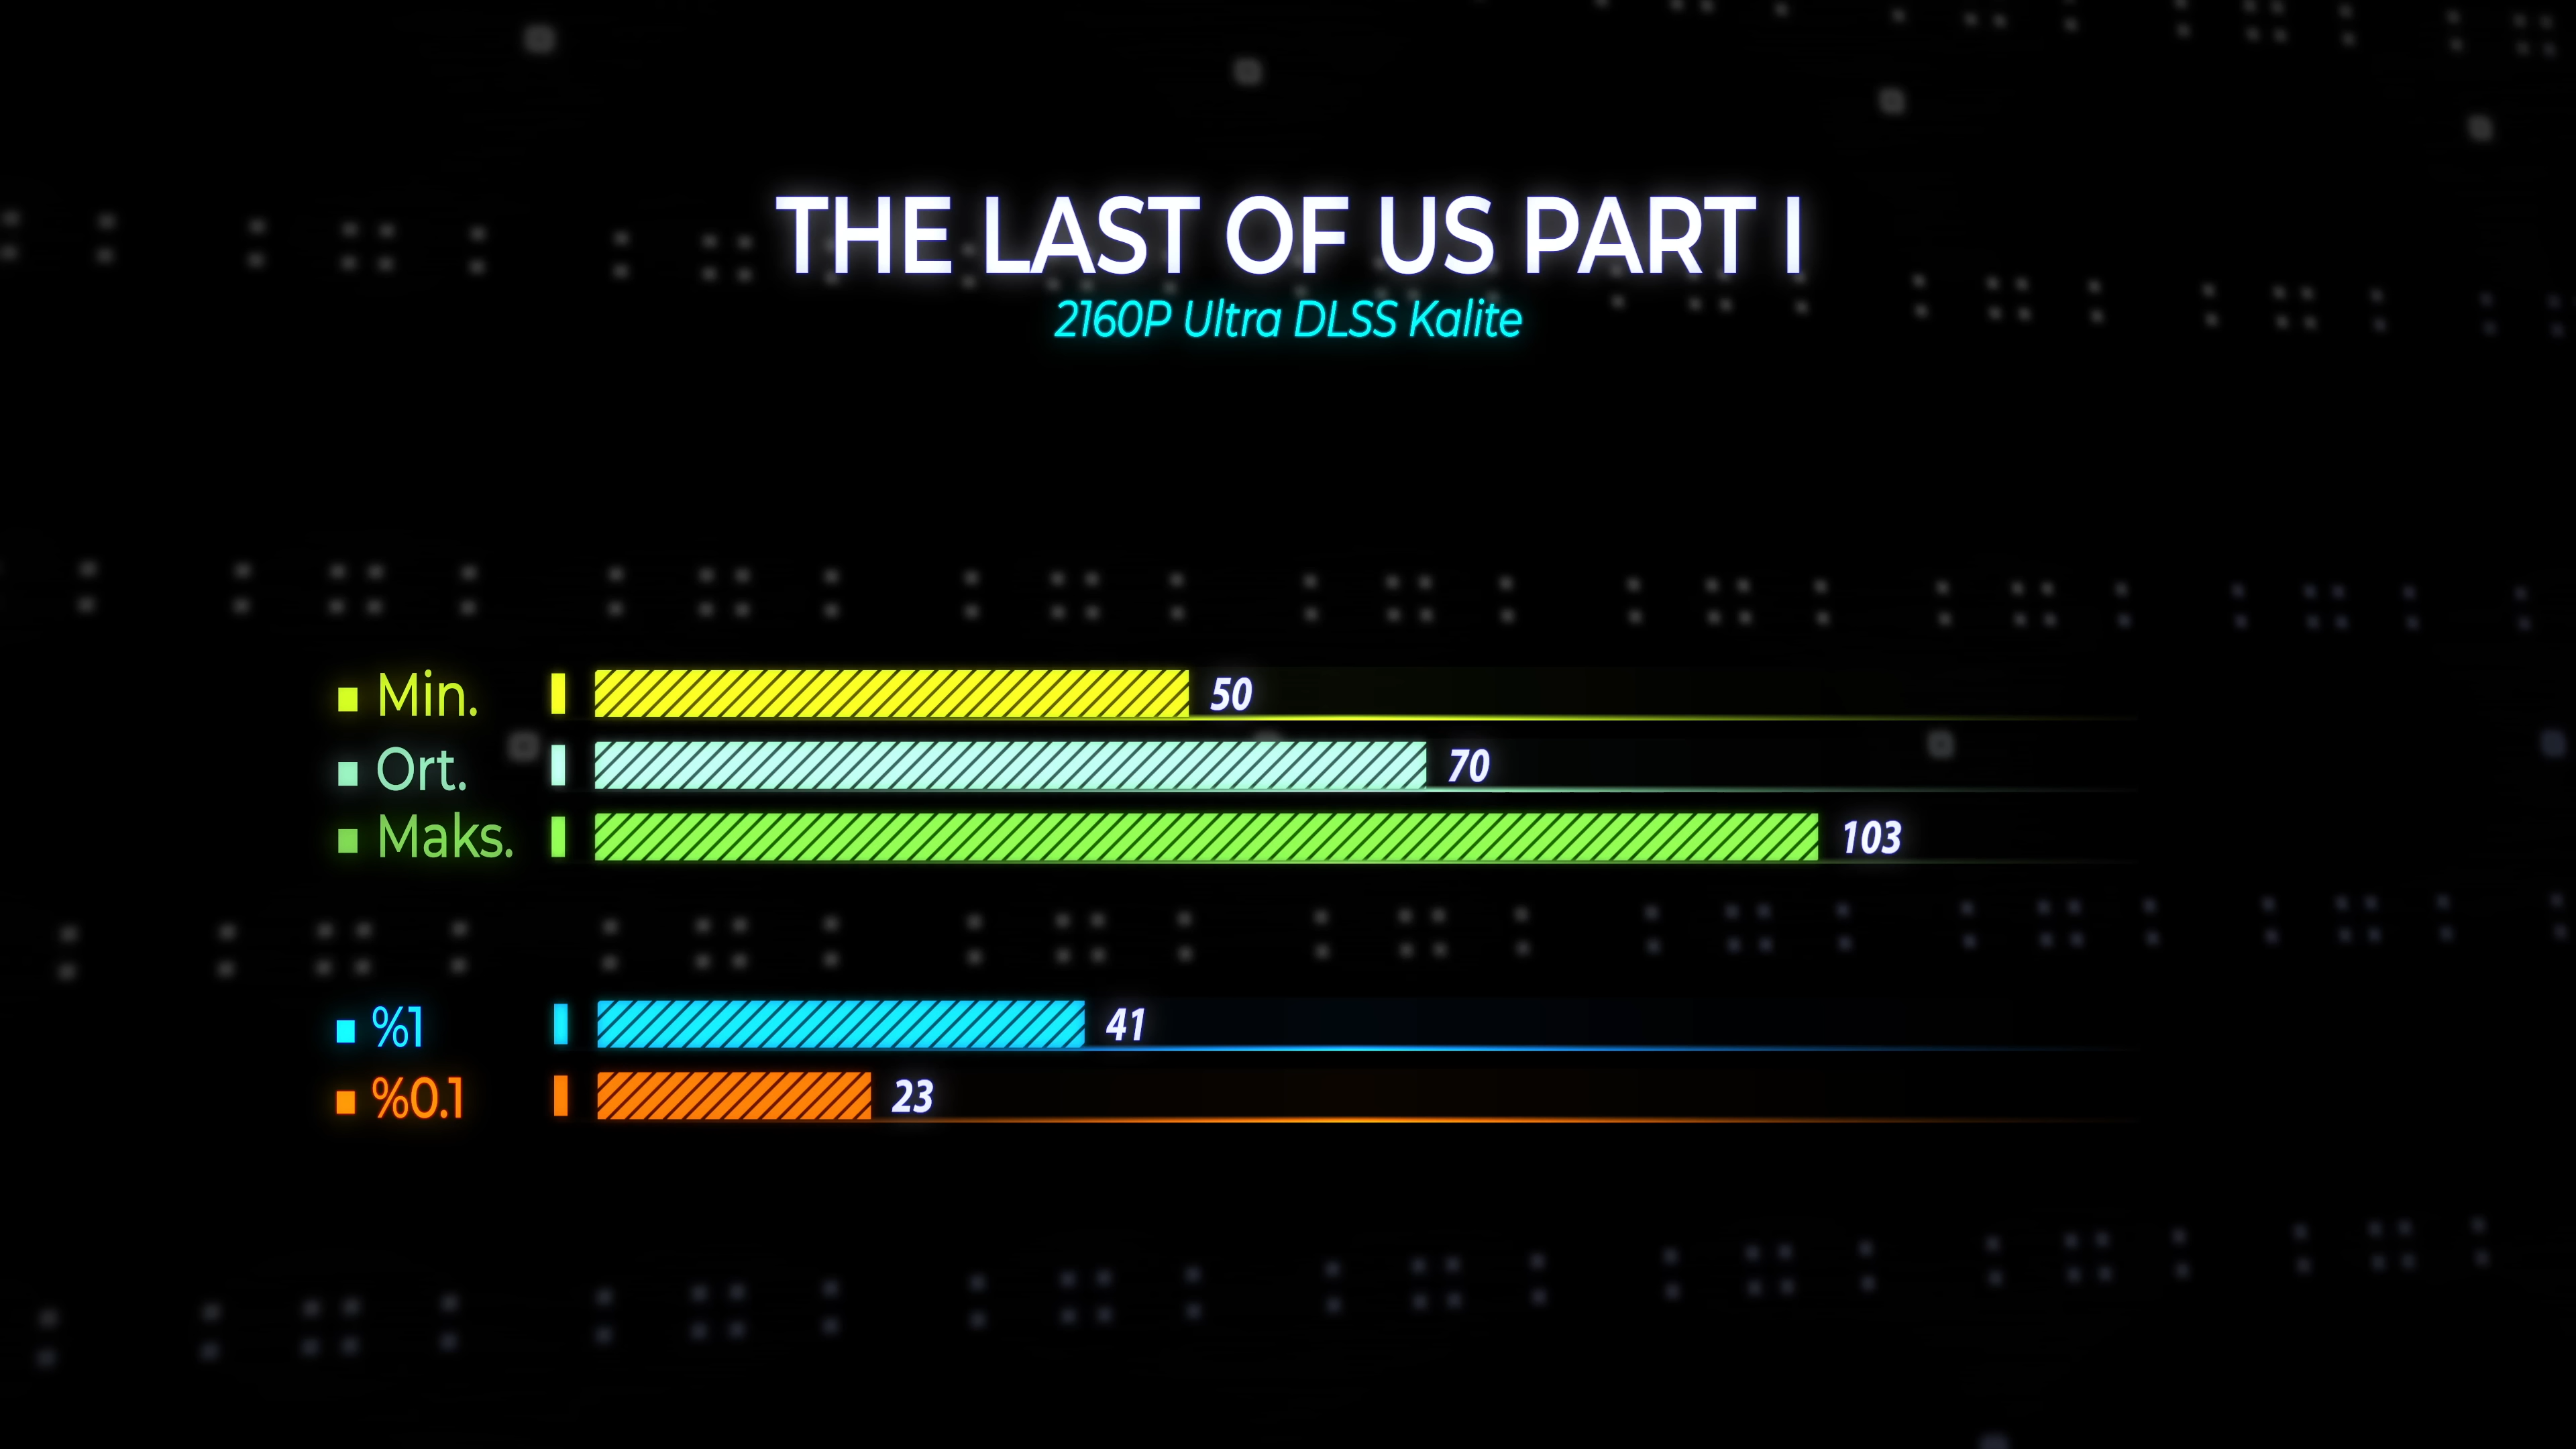 THE LAST OF US PART I
2160P Ultra DLSS Kalite
Min. 50
Ort. 70
Maks. 103
%1 41
%0.1 23